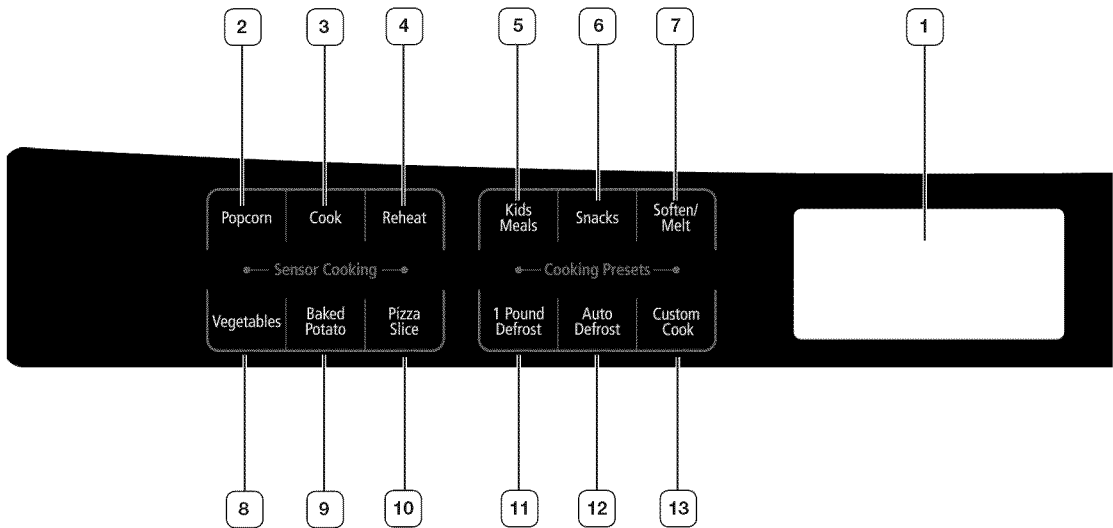 2 3 4 5 6 7 1
Popcorn Cook Reheat
Kids
Meals
Snacks
Soften/
Melt
Sensor Cooking
Cooking Presets
Vegetables
Baked
Potato
Pizza
Slice
1 Pound
Defrost
Auto
Defrost
Custom
Cook
8 9 10 11 12 13